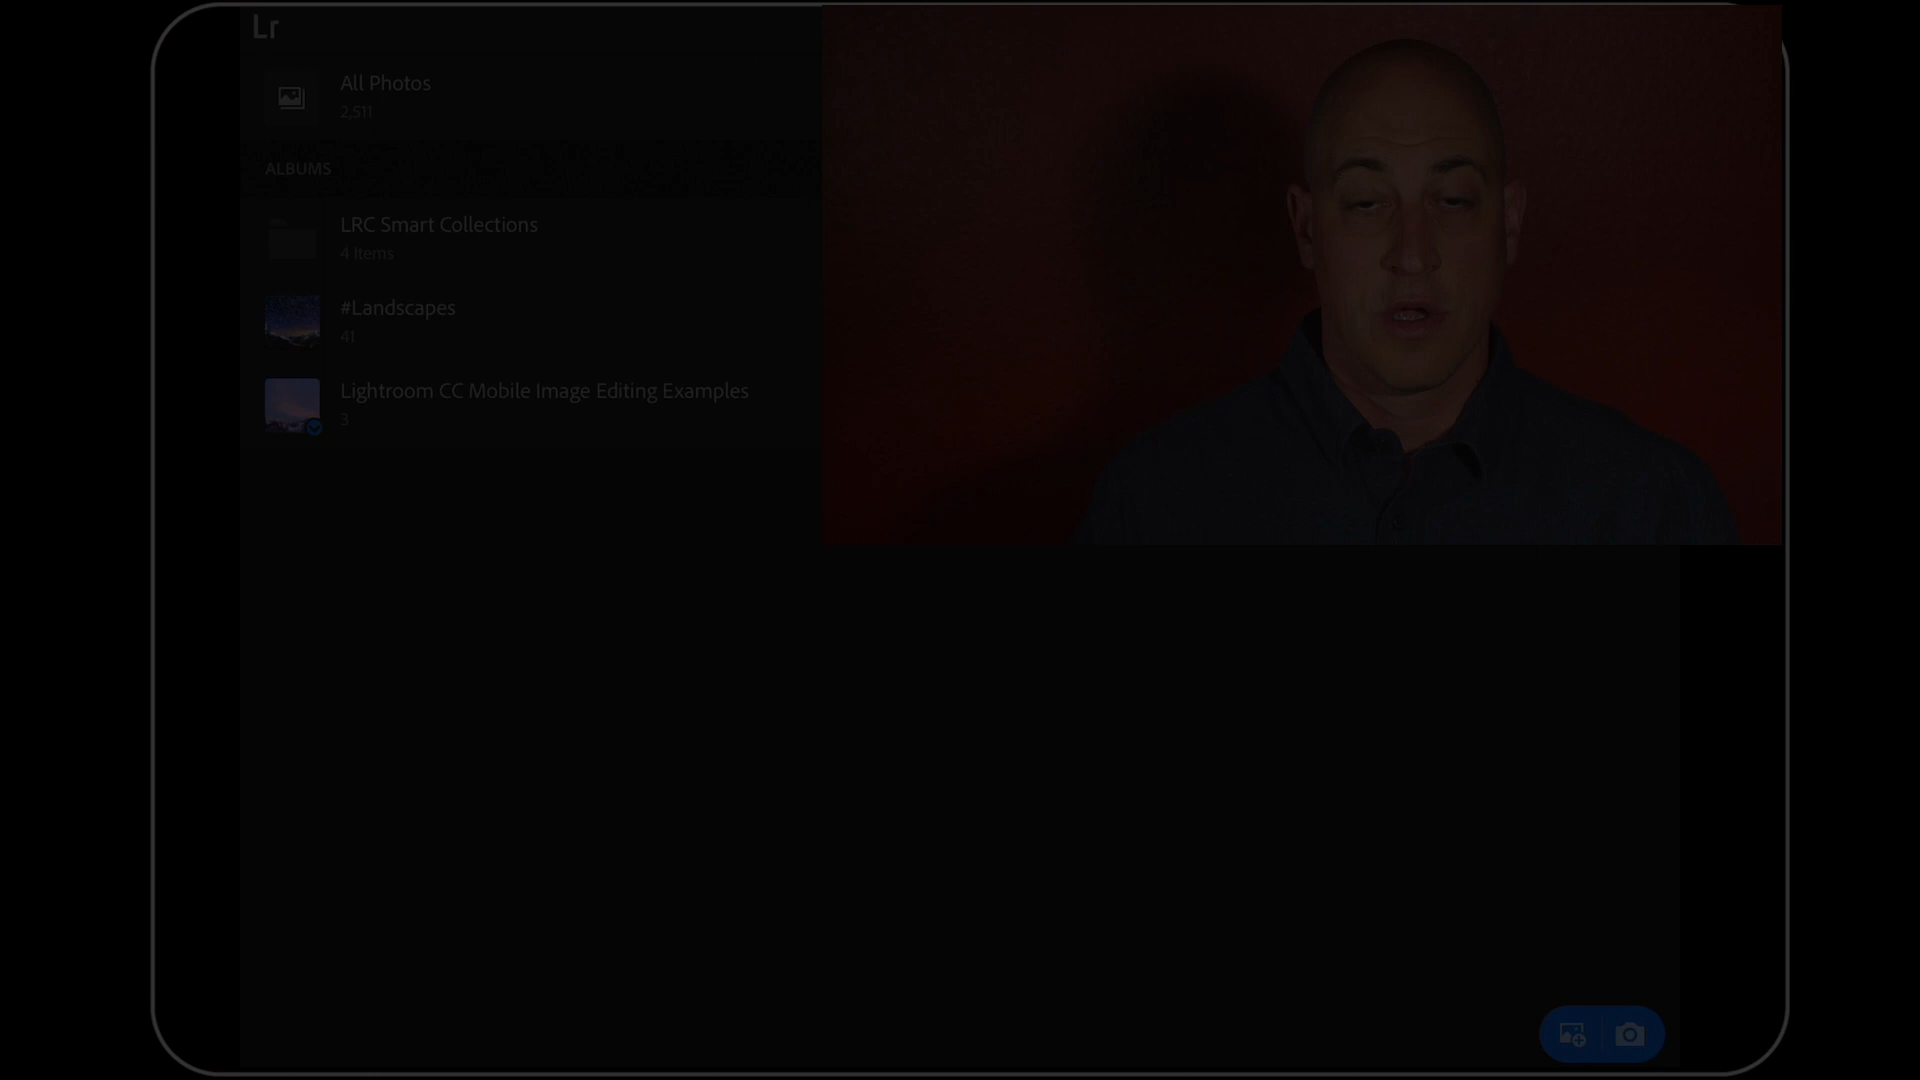 Lr
All Photos
2,511
ALBUMS
LRC Smart Collections
4 Items
#Landscapes
41
Lightroom CC Mobile Image Editing Examples
3